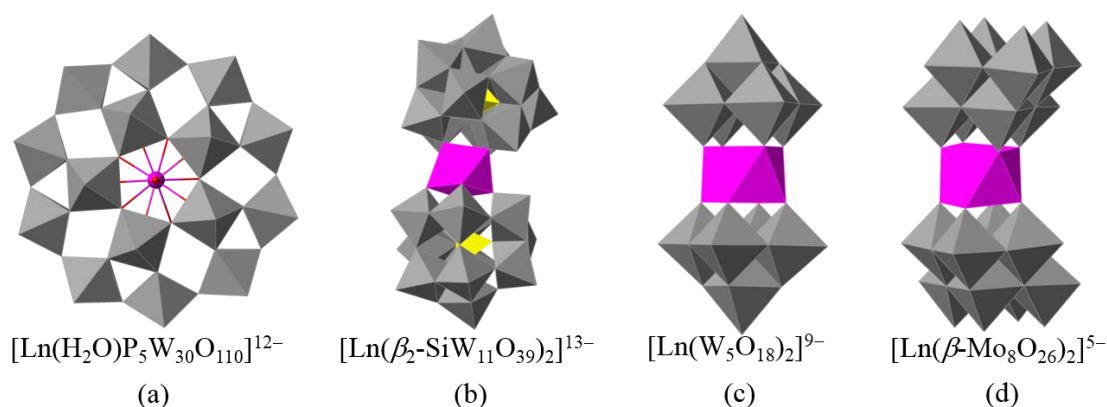 [Ln(H₂O)P₅W₃₀O₁₁₀]¹²⁻ [Ln(β₂-SiW₁₁O₃₉)₂]¹³⁻ [Ln(W₅O₁₈)₂]⁹⁻ [Ln(β-Mo₈O₂₆)₂]⁵⁻
(a) (b) (c) (d)